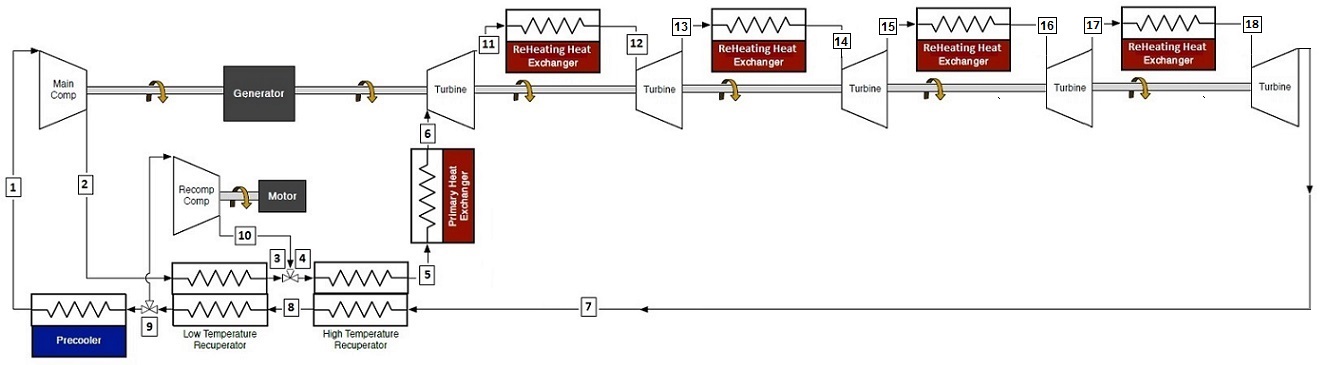 11
ReHeating Heat
Exchanger
12
13
ReHeating Heat
Exchanger
14
15
ReHeating Heat
Exchanger
16
17
ReHeating Heat
Exchanger
18
Main
Comp
Generator
Turbine
Turbine
Turbine
Turbine
Turbine
6
1
2
Recomp
Comp
Motor
Primary Heat
Exchanger
10
3
4
5
9
8
7
Precooler
Low Temperature
Recuperator
High Temperature
Recuperator